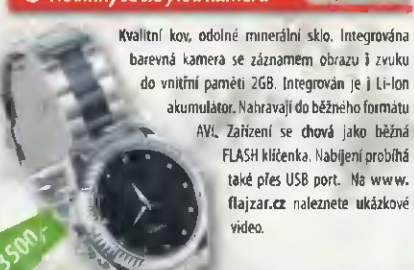 Kvalitní kov, odolné minerální sklo. Integrována
barevná kamera se záznamem obrazu i zvuku
do vnitřní paměti 2GB. Integrován je i Li-Ion
akumulátor. Nahrávají do běžného formátu
AVI. Zařízení se chová jako běžná
FLASH klíčenka. Nabíjení probíhá
také přes USB port. Na www.
flajzar.cz naleznete ukázkové
video.
3500,-